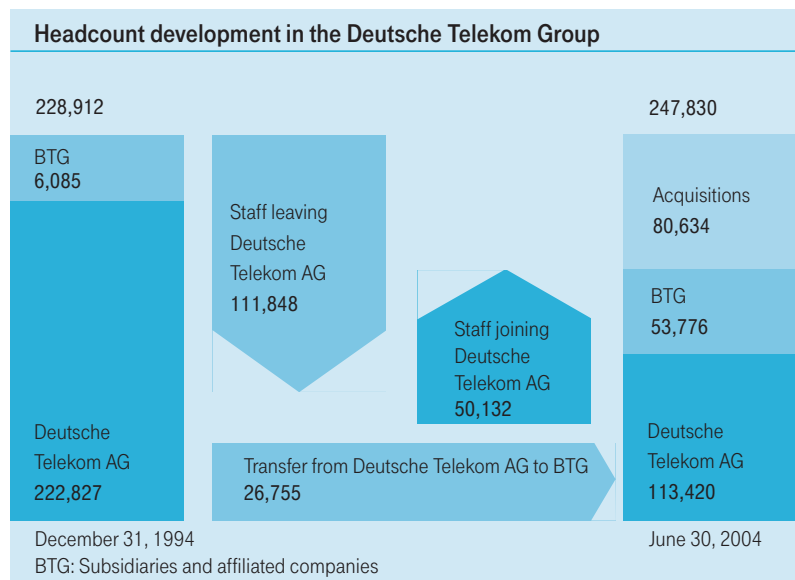 Headcount development in the Deutsche Telekom Group
228,912
BTG
6,085
Deutsche
Telekom AG
222,827
Staff leaving
Deutsche
Telekom AG
111,848
Staff joining
Deutsche
Telekom AG
50,132
Transfer from Deutsche Telekom AG to BTG
26,755
247,830
Acquisitions
80,634
BTG
53,776
Deutsche
Telekom AG
113,420
December 31, 1994
June 30, 2004
BTG: Subsidiaries and affiliated companies